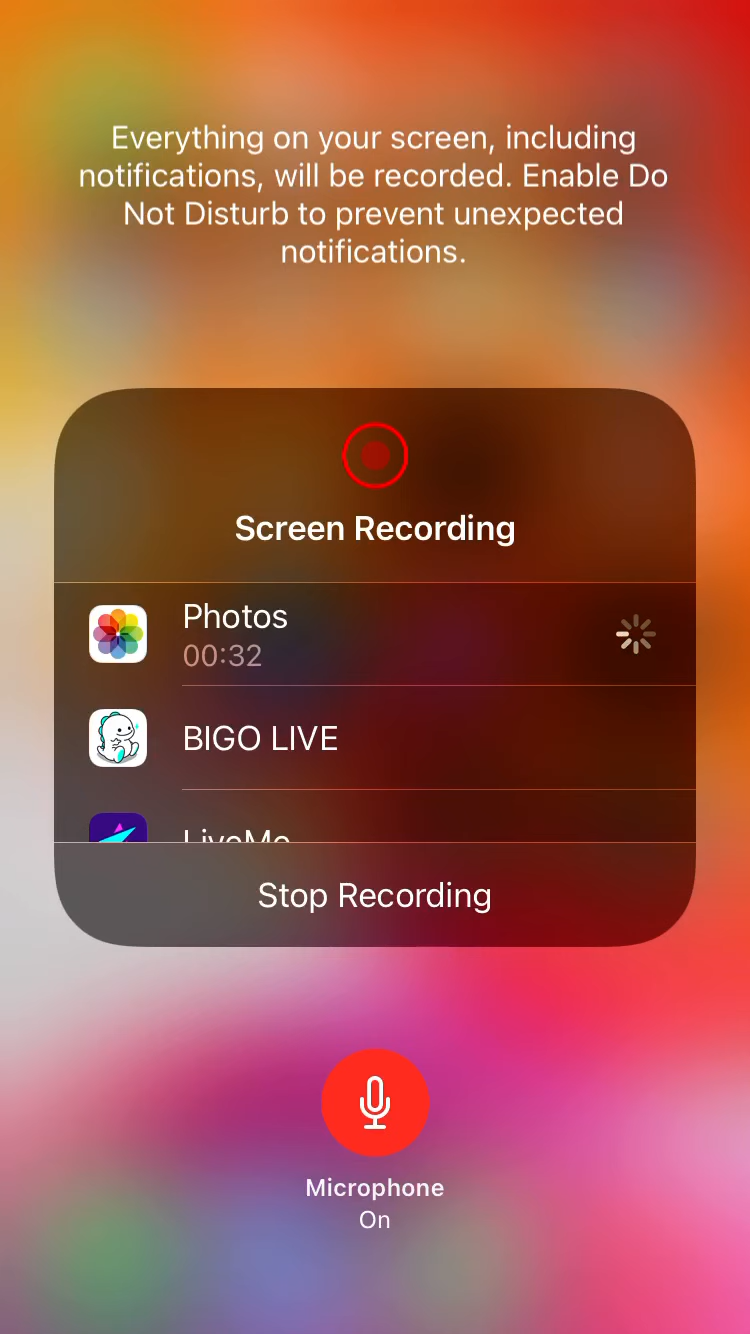 Everything on your screen, including
notifications, will be recorded. Enable Do
Not Disturb to prevent unexpected
notifications.
Screen Recording
Photos
00:32
BIGO LIVE
LiveMe
Stop Recording
Microphone
On